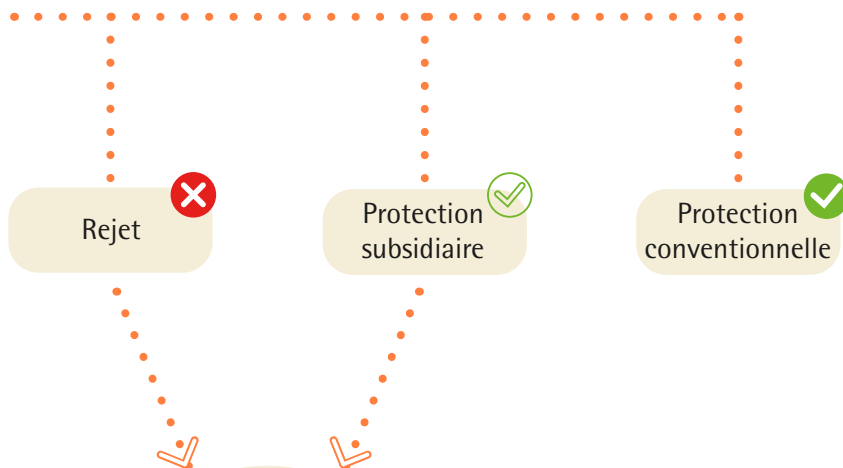 Rejet
Protection
subsidiaire
Protection
conventionnelle